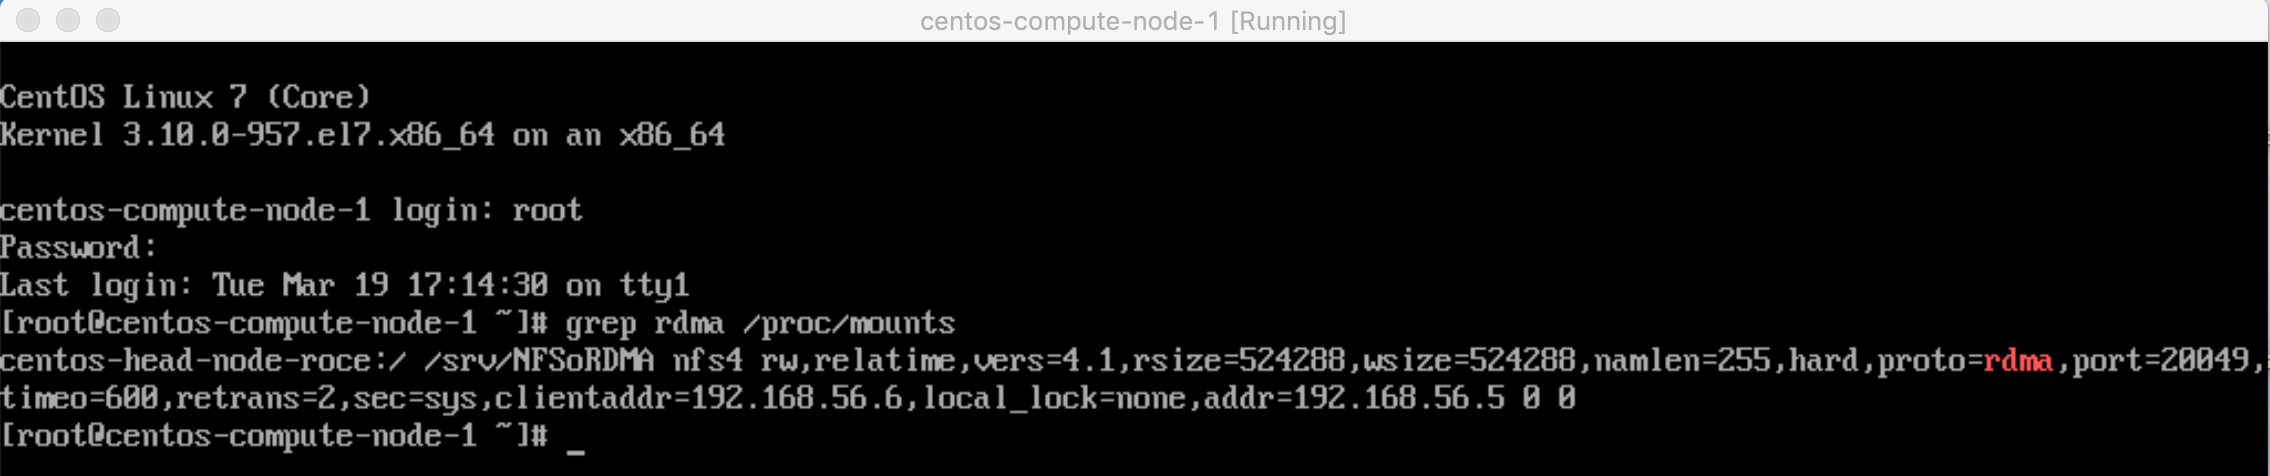 centos-compute-node-1 [Running]
CentOS Linux 7 (Core)
Kernel 3.10.0-957.el7.x86_64 on an x86_64
centos-compute-node-1 login: root
Password:
Last login: Tue Mar 19 17:14:30 on tty1
[root@centos-compute-node-1 ~]# grep rdma /proc/mounts
centos-head-node-roce:/ /srv/NFSoRDMA nfs4 rw,relatime,vers=4.1,rsize=524288,wsize=524288,namlen=255,hard,proto=rdma,port=20049,
timeo=600,retrans=2,sec=sys,clientaddr=192.168.56.6,local_lock=none,addr=192.168.56.5 0 0
[root@centos-compute-node-1 ~]# _